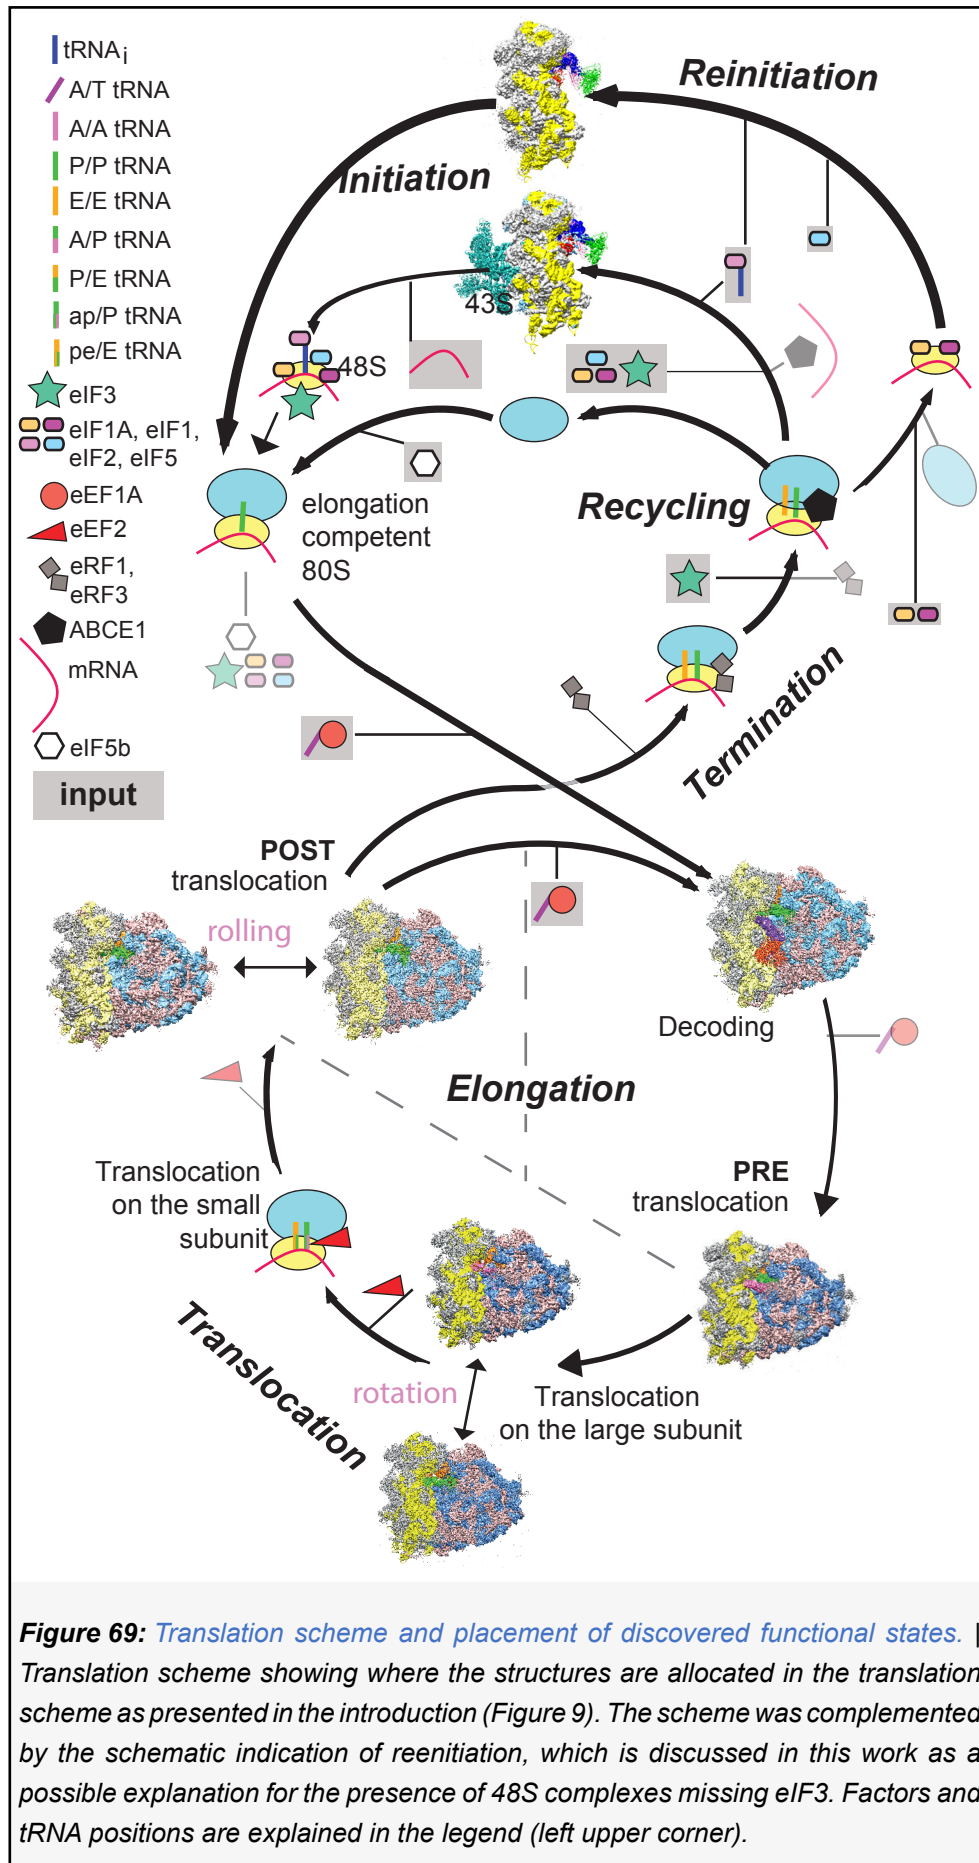 tRNAi
A/T tRNA
A/A tRNA
P/P tRNA
E/E tRNA
A/P tRNA
P/E tRNA
ap/P tRNA
pe/E tRNA
eIF3
eIF1A, eIF1,
eIF2, eIF5
eEF1A
eEF2
eRF1,
eRF3
ABCE1
mRNA
eIF5b
input
Reinitiation
Initiation
43S
48S
elongation
competent
80S
Recycling
Termination
POST
translocation
rolling
Decoding
Elongation
PRE
translocation
Translocation
on the small
subunit
Translocation
rotation
Translocation
on the large subunit
Figure 69: Translation scheme and placement of discovered functional states. |
Translation scheme showing where the structures are allocated in the translation
scheme as presented in the introduction (Figure 9). The scheme was complemented
by the schematic indication of reenitiation, which is discussed in this work as a
possible explanation for the presence of 48S complexes missing eIF3. Factors and
tRNA positions are explained in the legend (left upper corner).